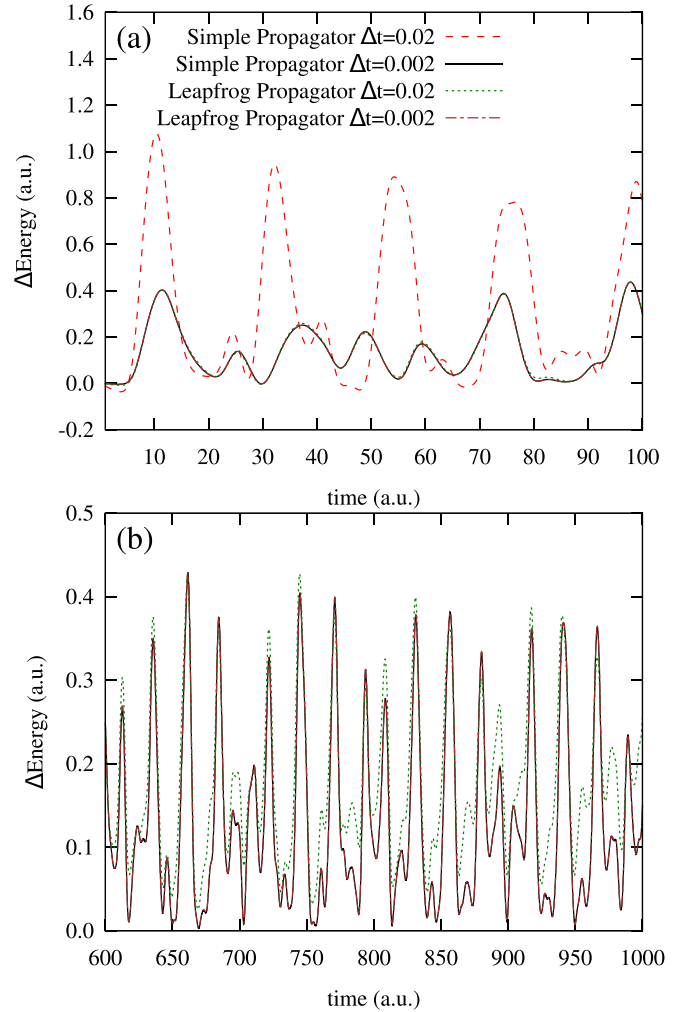 (a)
Simple Propagator Δt=0.02
Simple Propagator Δt=0.002
Leapfrog Propagator Δt=0.02
Leapfrog Propagator Δt=0.002
1.6
1.4
1.2
1.0
0.8
0.6
0.4
0.2
0.0
-0.2
ΔEnergy (a.u.)
10 20 30 40 50 60 70 80 90 100
time (a.u.)
(b)
0.5
0.4
0.3
0.2
0.1
0.0
ΔEnergy (a.u.)
600 650 700 750 800 850 900 950 1000
time (a.u.)